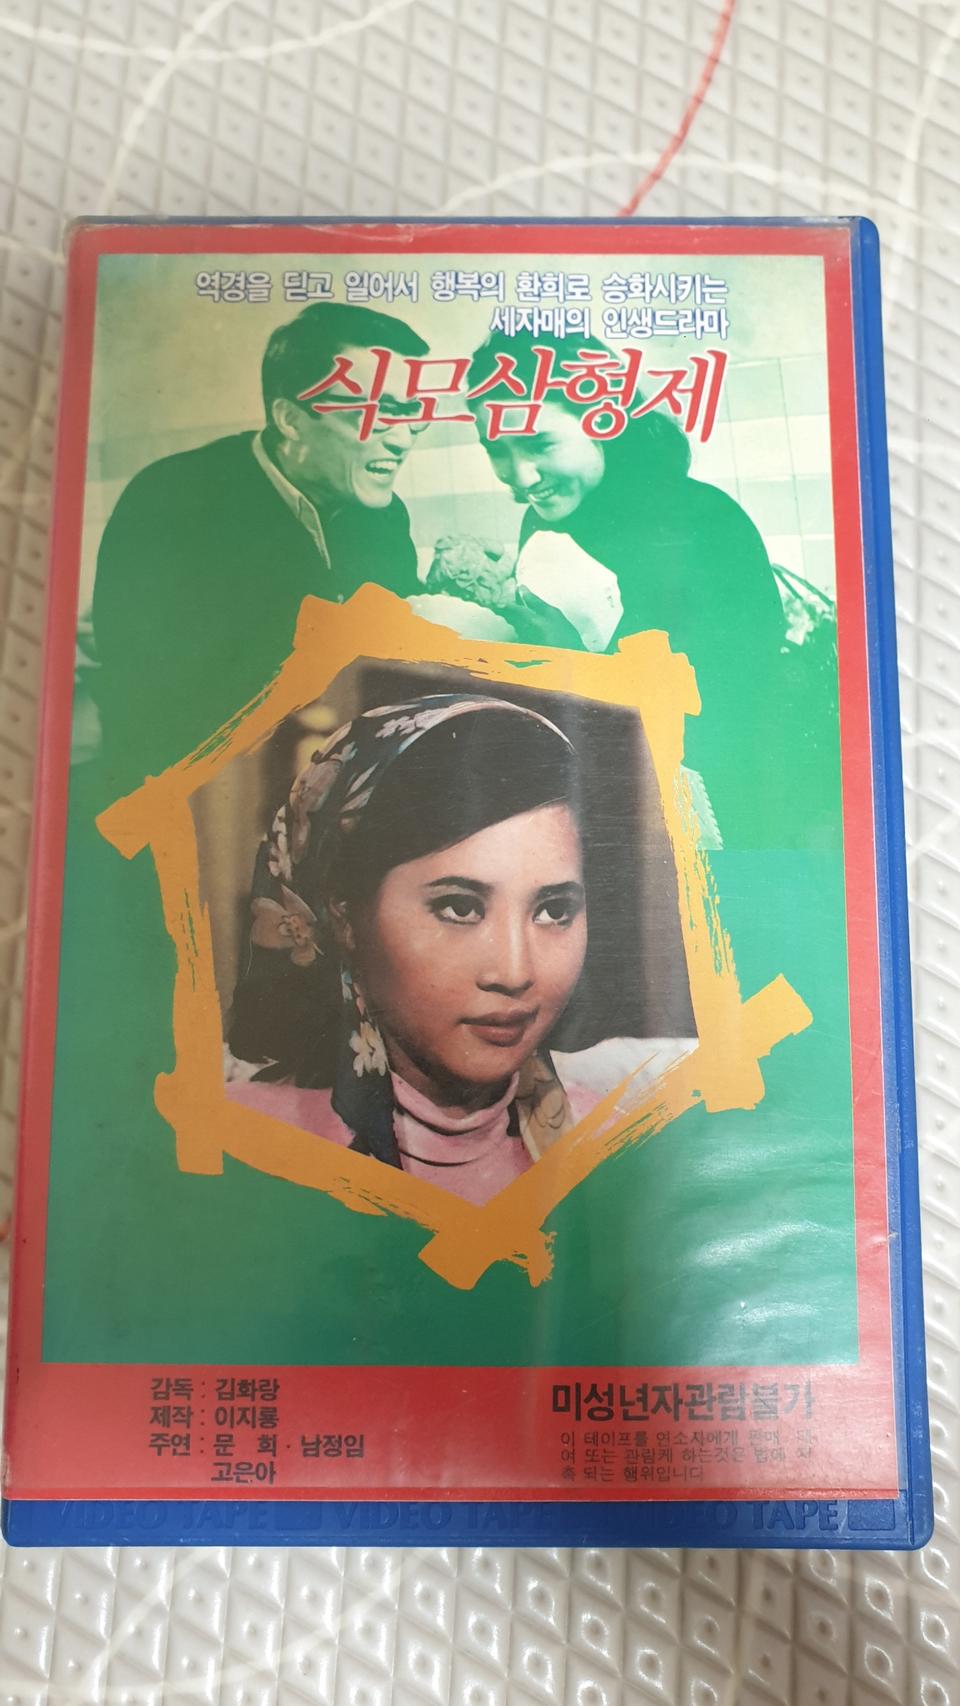 역경을 딛고 일어서 행복의 환희로 승화시키는
세자매의 인생드라마
식모삼형제
감독 : 김화랑
제작 : 이지룡
주연 : 문 희 · 남정임
고은아
미성년자관람불가
이 테이프를 연소자에게 판매
여 또는 관람케 하는것은 법에 저
촉 되는 행위입니다
VIDEO TAPE VIDEO TAPE VIDEO TAPE